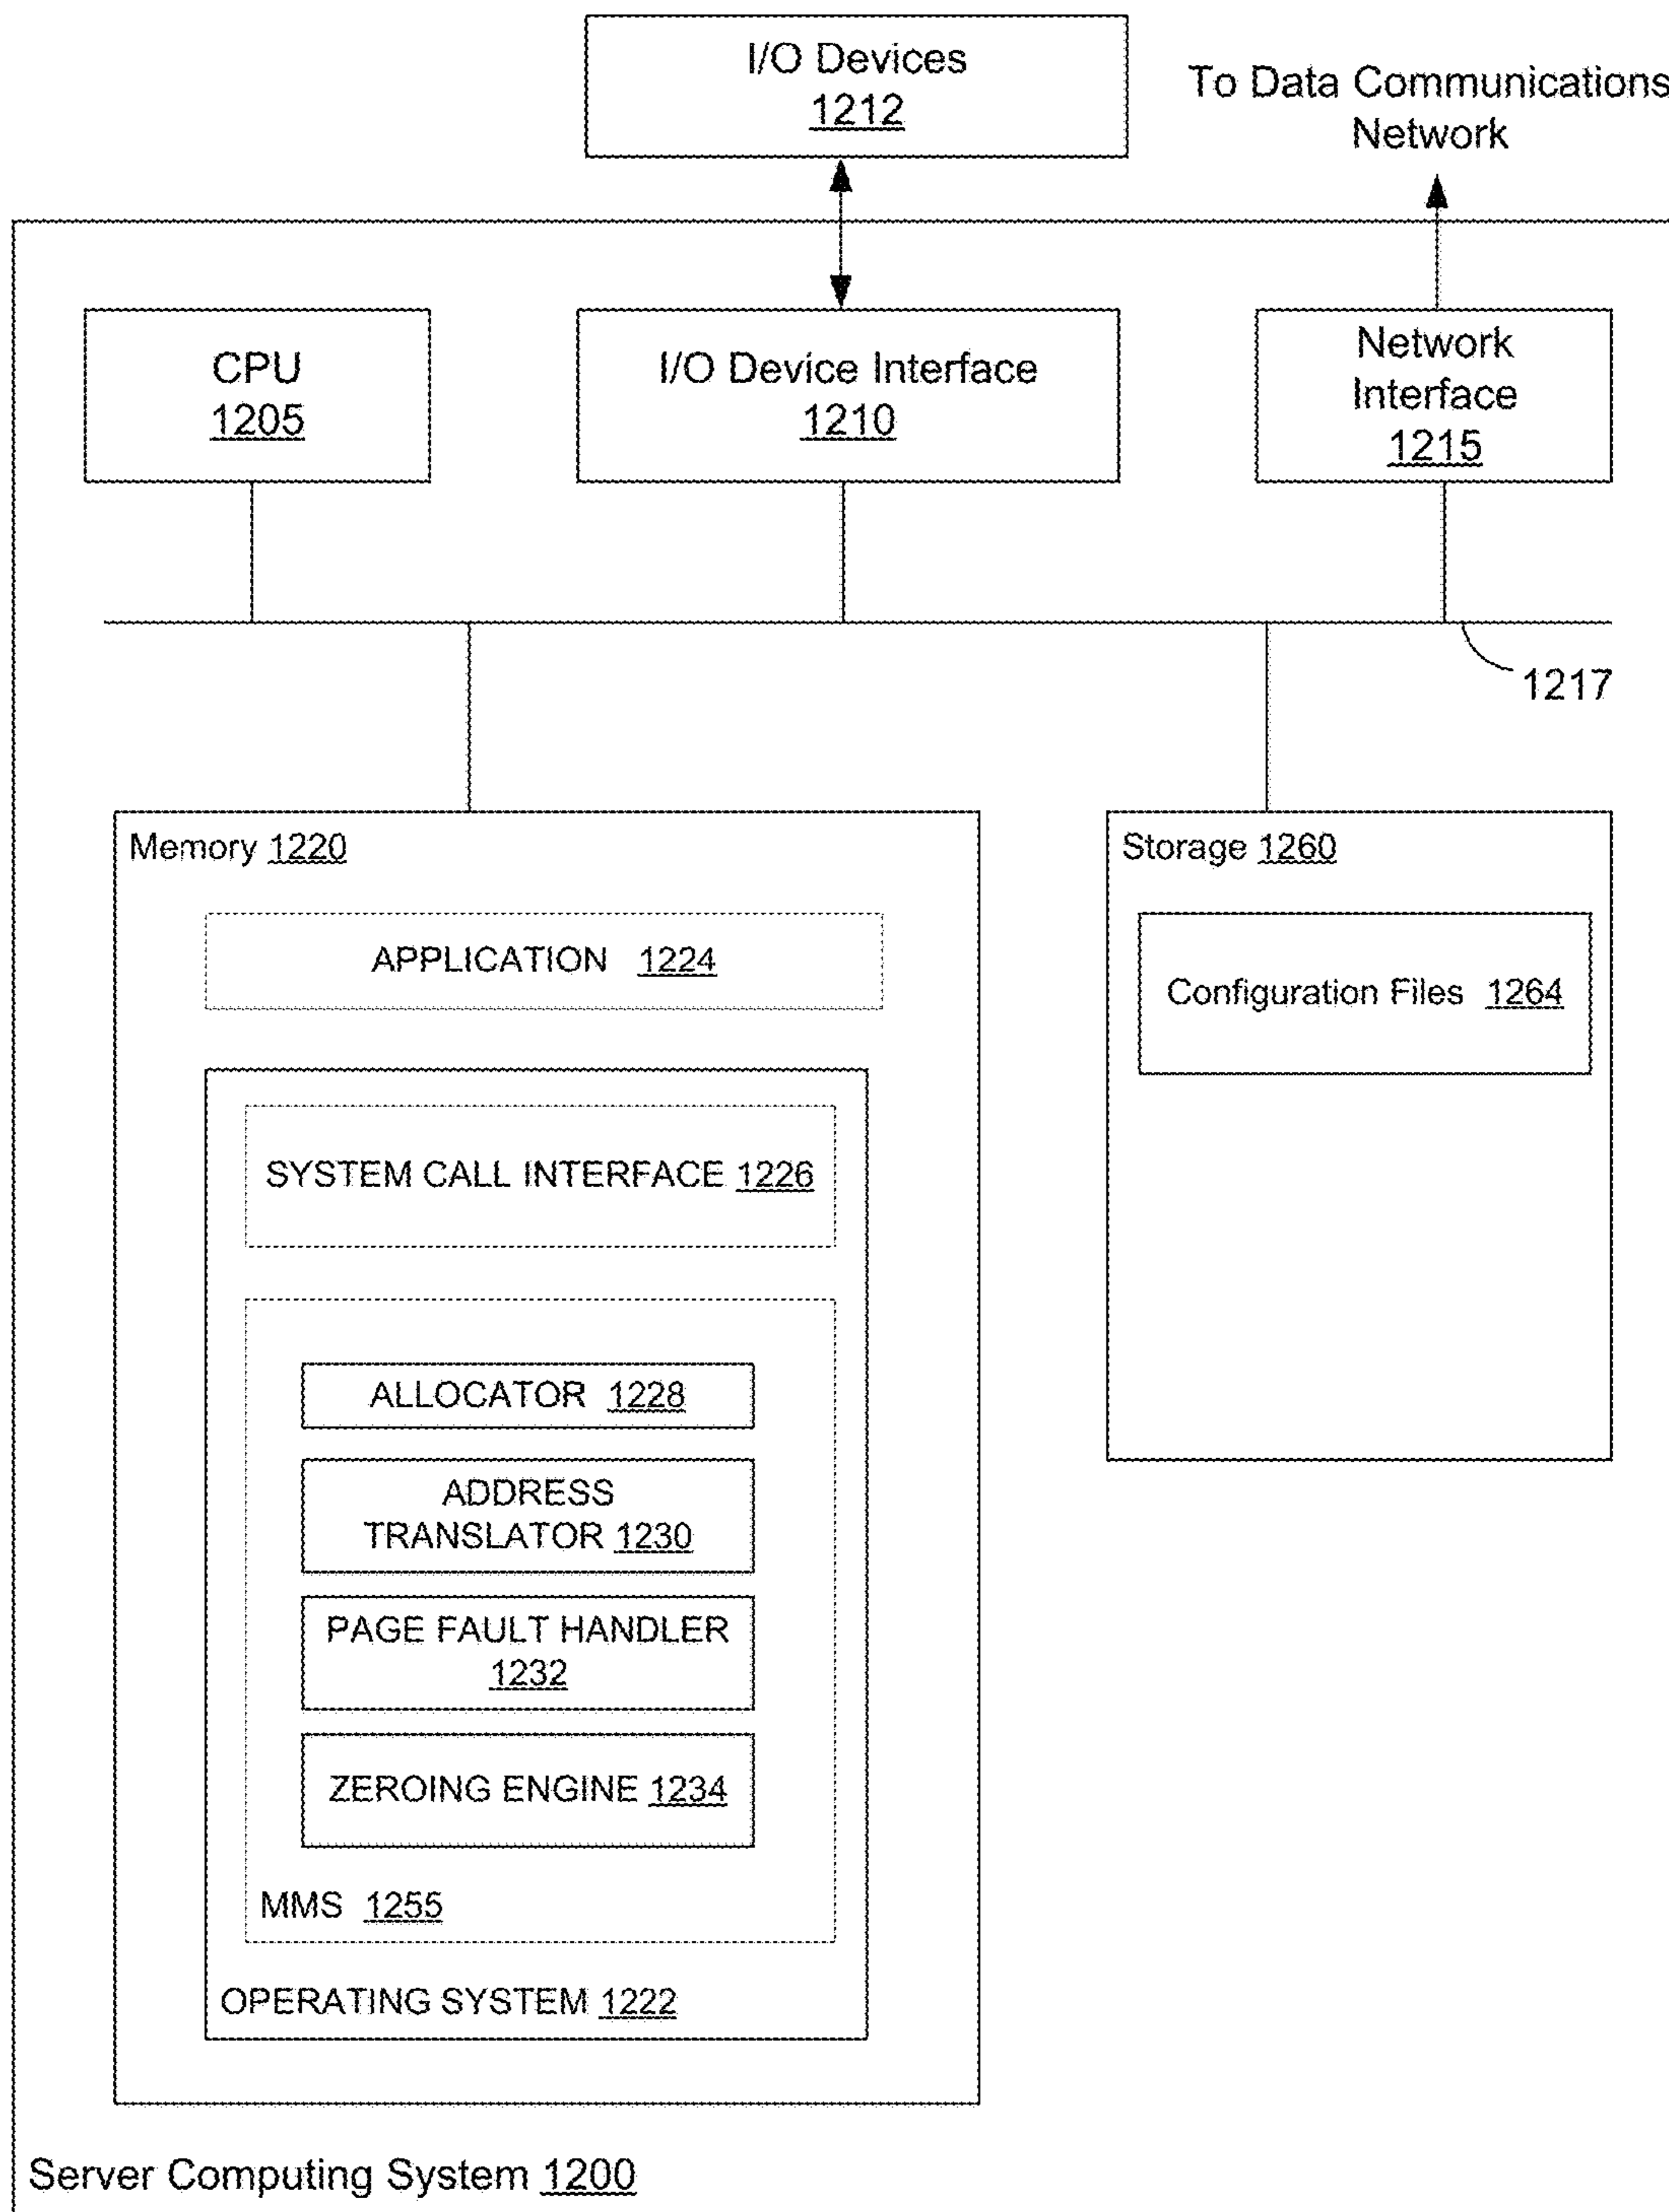 I/O Devices
1212
To Data Communications
Network
CPU
1205
I/O Device Interface
1210
Network
Interface
1215
1217
Memory 1220
APPLICATION 1224
SYSTEM CALL INTERFACE 1226
ALLOCATOR 1228
ADDRESS
TRANSLATOR 1230
PAGE FAULT HANDLER
1232
ZEROING ENGINE 1234
MMS 1255
OPERATING SYSTEM 1222
Storage 1260
Configuration Files 1264
Server Computing System 1200